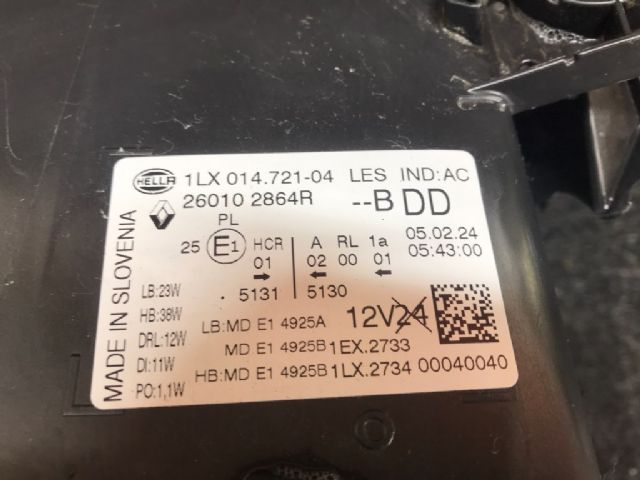 HELLA 1LX 014.721-04 LES IND:AC
26010 2864R --B DD
PL
25 E1 HCR A RL 1a 05.02.24
01 02 00 01 05:43:00
. 5131 5130
LB:23W
HB:38W
DRL:12W
DI:11W
PO:1,1W
LB:MD E1 4925A 12V24
MD E1 4925B 1EX.2733
HB:MD E1 4925B 1LX.2734 00040040
MADE IN SLOVENIA